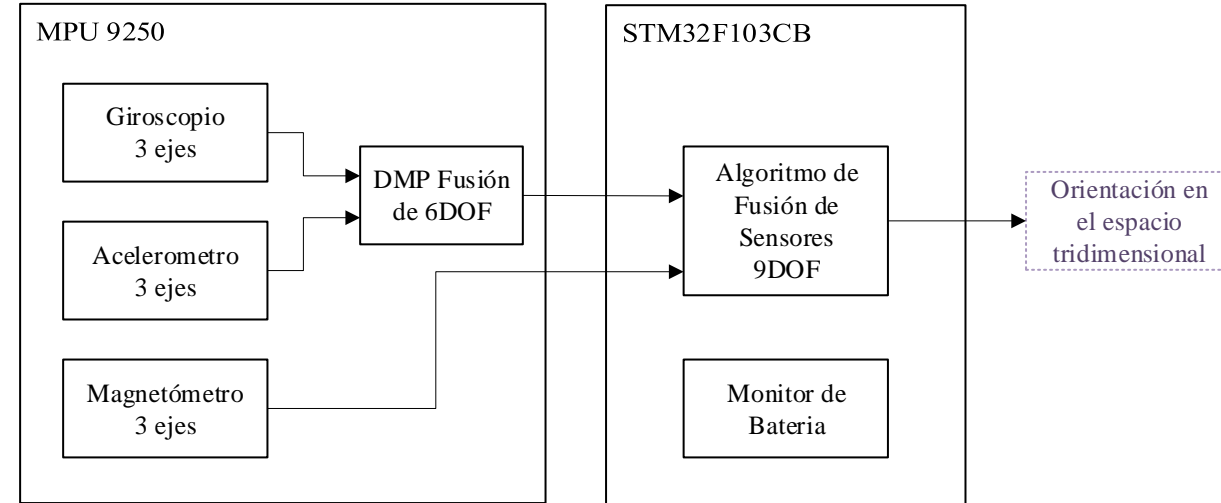 MPU 9250
Giroscopio
3 ejes
Acelerometro
3 ejes
Magnetómetro
3 ejes
DMP Fusión
de 6DOF
STM32F103CB
Algoritmo de
Fusión de
Sensores
9DOF
Monitor de
Bateria
Orientación en
el espacio
tridimensional